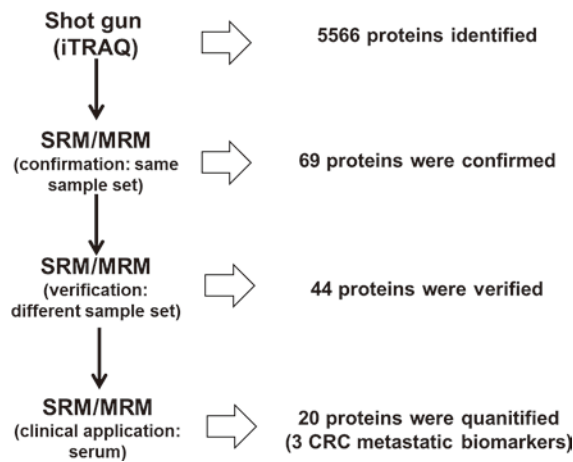 Shot gun
(iTRAQ)
5566 proteins identified
SRM/MRM
(confirmation: same
sample set)
69 proteins were confirmed
SRM/MRM
(verification:
different sample set)
44 proteins were verified
SRM/MRM
(clinical application:
serum)
20 proteins were quanitified
(3 CRC metastatic biomarkers)